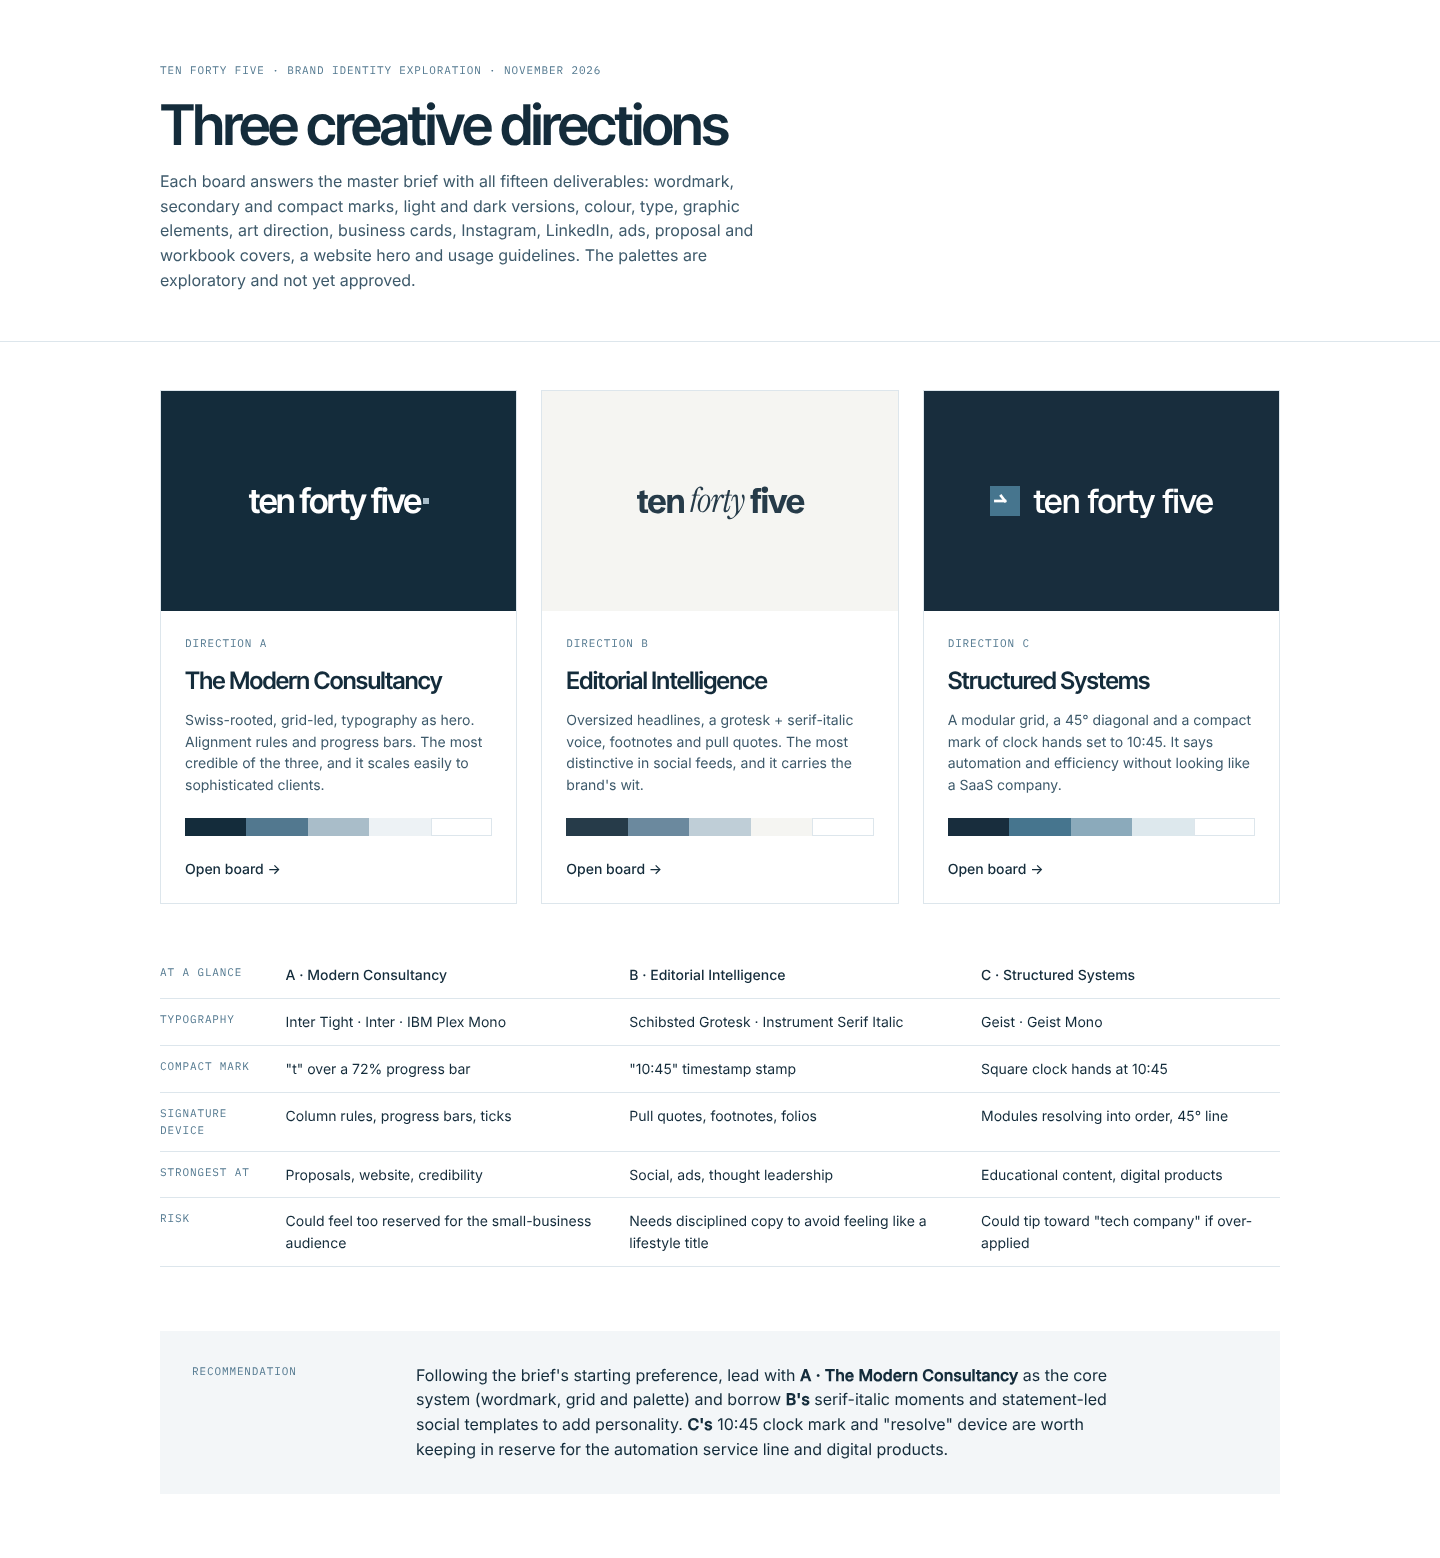 TEN FORTY FIVE · BRAND IDENTITY EXPLORATION · NOVEMBER 2026
Three creative directions
Each board answers the master brief with all fifteen deliverables: wordmark,
secondary and compact marks, light and dark versions, colour, type, graphic
elements, art direction, business cards, Instagram, LinkedIn, ads, proposal and
workbook covers, a website hero and usage guidelines. The palettes are
exploratory and not yet approved.
ten forty five
DIRECTION A
The Modern Consultancy
Swiss-rooted, grid-led, typography as hero.
Alignment rules and progress bars. The most
credible of the three, and it scales easily to
sophisticated clients.
Open board →
ten forty five
DIRECTION B
Editorial Intelligence
Oversized headlines, a grotesk + serif-italic
voice, footnotes and pull quotes. The most
distinctive in social feeds, and it carries the
brand's wit.
Open board →
ten forty five
DIRECTION C
Structured Systems
A modular grid, a 45° diagonal and a compact
mark of clock hands set to 10:45. It says
automation and efficiency without looking like
a SaaS company.
Open board →
AT A GLANCE A · Modern Consultancy B · Editorial Intelligence C · Structured Systems
TYPOGRAPHY Inter Tight · Inter · IBM Plex Mono Schibsted Grotesk · Instrument Serif Italic Geist · Geist Mono
COMPACT MARK "t" over a 72% progress bar "10:45" timestamp stamp Square clock hands at 10:45
SIGNATURE Column rules, progress bars, ticks Pull quotes, footnotes, folios Modules resolving into order, 45° line
DEVICE
STRONGEST AT Proposals, website, credibility Social, ads, thought leadership Educational content, digital products
RISK Could feel too reserved for the small-business Needs disciplined copy to avoid feeling like a Could tip toward "tech company" if over-
audience lifestyle title applied
RECOMMENDATION
Following the brief's starting preference, lead with A · The Modern Consultancy as the core
system (wordmark, grid and palette) and borrow B's serif-italic moments and statement-led
social templates to add personality. C's 10:45 clock mark and "resolve" device are worth
keeping in reserve for the automation service line and digital products.